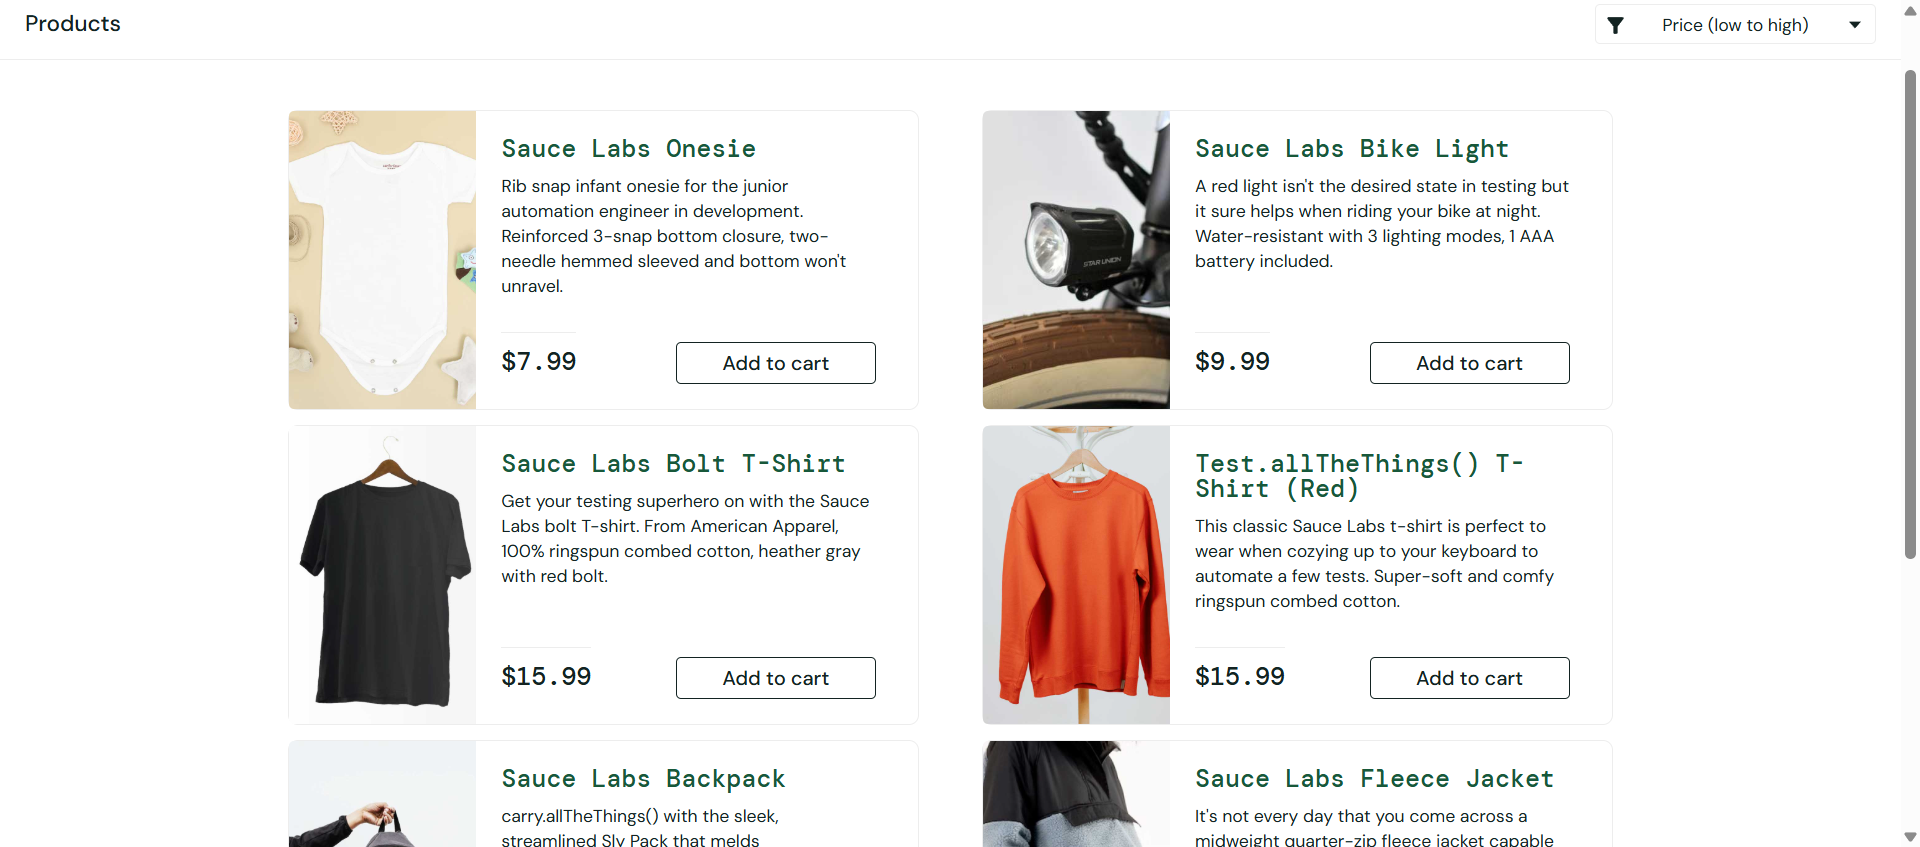 Products
Price (low to high)
Sauce Labs Onesie
Rib snap infant onesie for the junior
automation engineer in development.
Reinforced 3-snap bottom closure, two-
needle hemmed sleeved and bottom won't
unravel.
$7.99
Add to cart
Sauce Labs Bike Light
A red light isn't the desired state in testing but
it sure helps when riding your bike at night.
Water-resistant with 3 lighting modes, 1 AAA
battery included.
STAR UNION
$9.99
Add to cart
Sauce Labs Bolt T-Shirt
Get your testing superhero on with the Sauce
Labs bolt T-shirt. From American Apparel,
100% ringspun combed cotton, heather gray
with red bolt.
$15.99
Add to cart
Test.allTheThings() T-
Shirt (Red)
This classic Sauce Labs t-shirt is perfect to
wear when cozying up to your keyboard to
automate a few tests. Super-soft and comfy
ringspun combed cotton.
$15.99
Add to cart
Sauce Labs Backpack
carry.allTheThings() with the sleek,
streamlined Sly Pack that melds
Sauce Labs Fleece Jacket
It's not every day that you come across a
midweight quarter-zip fleece jacket capable